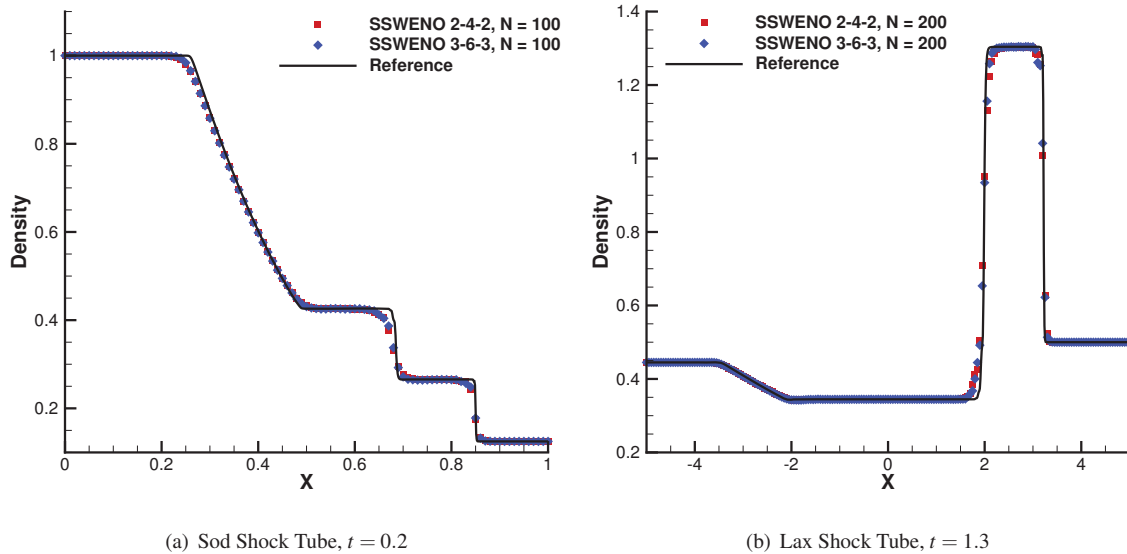 SSWENO 2-4-2, N = 100
SSWENO 3-6-3, N = 100
Reference
1
0.8
0.6
0.4
0.2
Density
0
0.2
0.4
0.6
0.8
1
X
(a) Sod Shock Tube, t = 0.2
SSWENO 2-4-2, N = 200
SSWENO 3-6-3, N = 200
Reference
1.4
1.2
1
0.8
0.6
0.4
0.2
Density
-4
-2
0
2
4
X
(b) Lax Shock Tube, t = 1.3